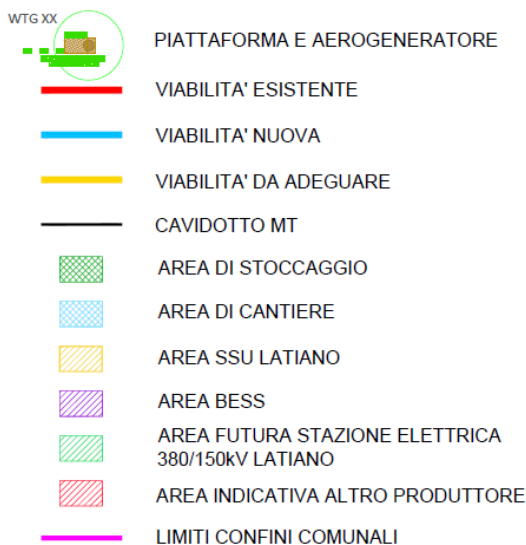 WTG XX
PIATTAFORMA E AEROGENERATORE
VIABILITA' ESISTENTE
VIABILITA' NUOVA
VIABILITA' DA ADEGUARE
CAVIDOTTO MT
AREA DI STOCCAGGIO
AREA DI CANTIERE
AREA SSU LATIANO
AREA BESS
AREA FUTURA STAZIONE ELETTRICA
380/150kV LATIANO
AREA INDICATIVA ALTRO PRODUTTORE
LIMITI CONFINI COMUNALI